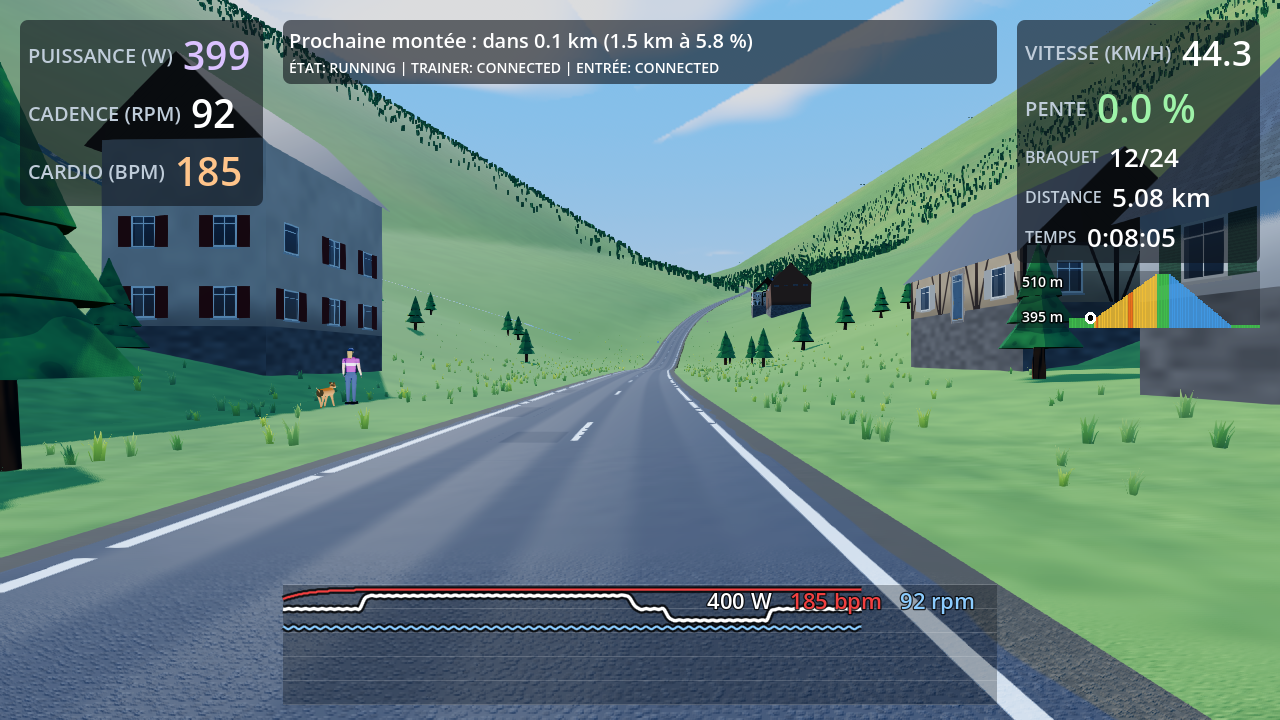 PUISSANCE (W) 399
CADENCE (RPM) 92
CARDIO (BPM) 185
Prochaine montée : dans 0.1 km (1.5 km à 5.8 %)
ÉTAT: RUNNING | TRAINER: CONNECTED | ENTRÉE: CONNECTED
VITESSE (KM/H) 44.3
PENTE 0.0 %
BRAQUET 12/24
DISTANCE 5.08 km
TEMPS 0:08:05
510 m
395 m
400 W 185 bpm 92 rpm